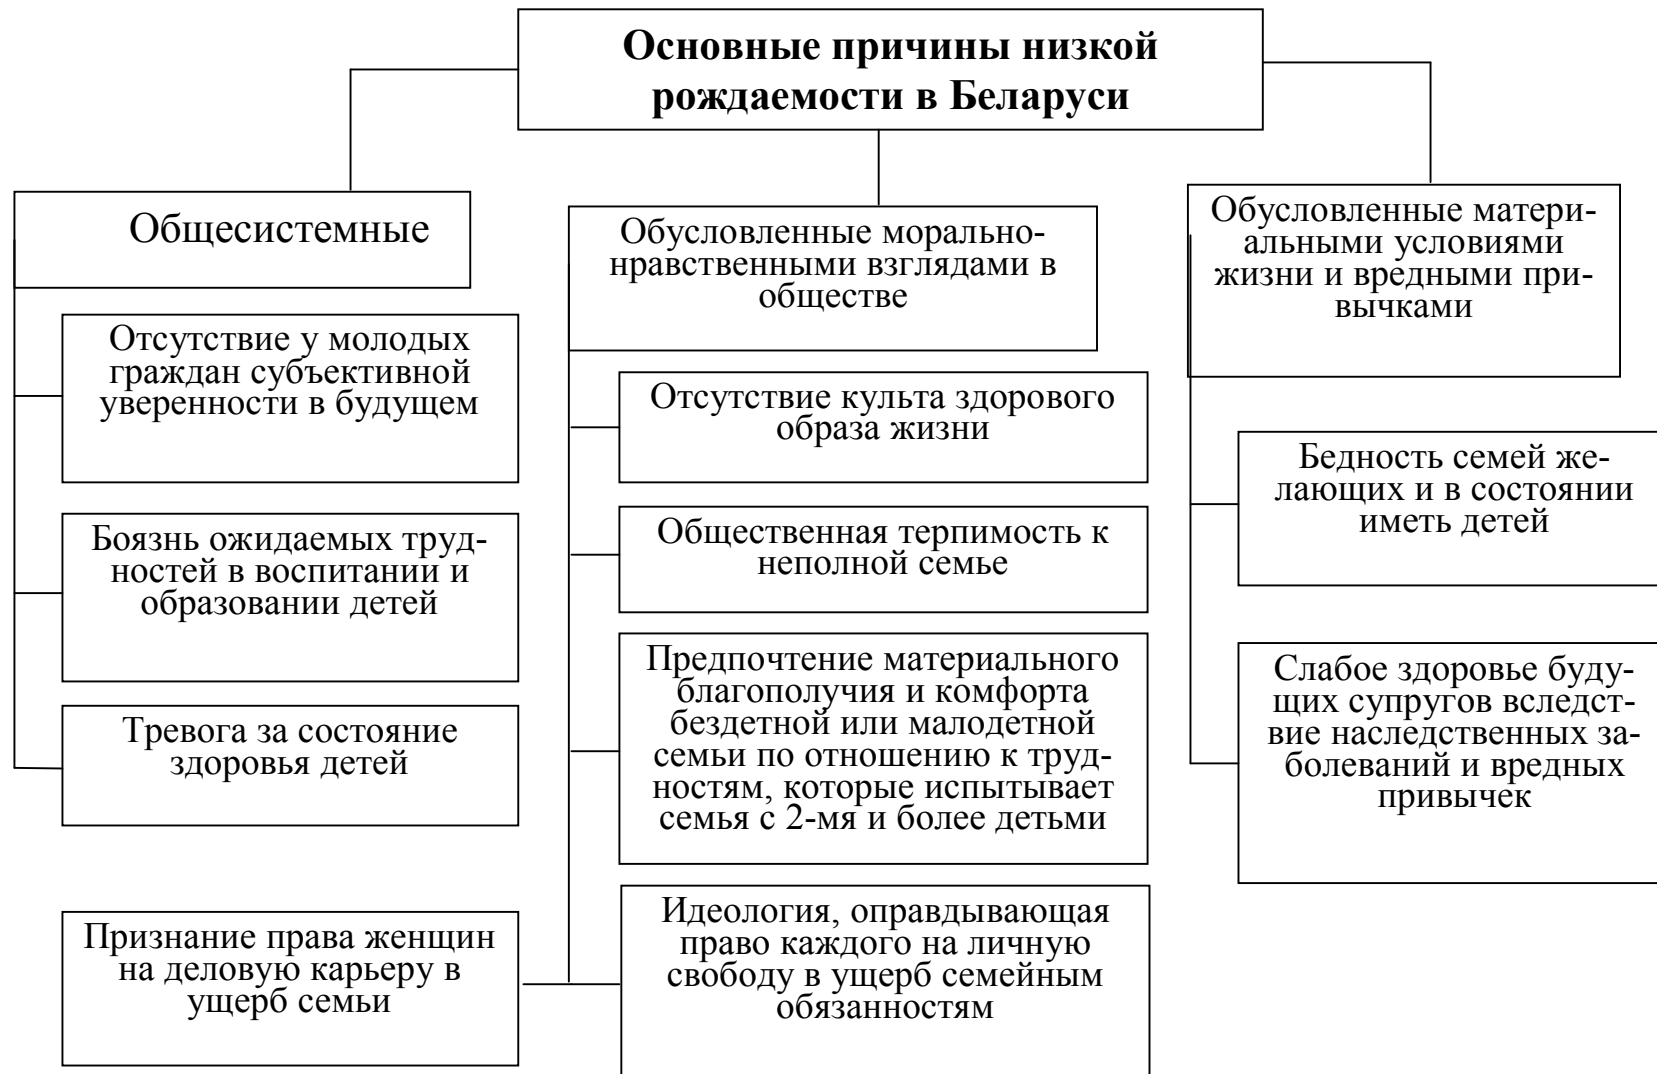 Основные причины низкой
рождаемости в Беларуси
Общесистемные
Отсутствие у молодых
граждан субъективной
уверенности в будущем
Боязнь ожидаемых труд-
ностей в воспитании и
образовании детей
Тревога за состояние
здоровья детей
Обусловленные морально-
нравственными взглядами в
обществе
Отсутствие культа здорового
образа жизни
Общественная терпимость к
неполной семье
Предпочтение материального
благополучия и комфорта
бездетной или малодетной
семьи по отношению к труд-
ностям, которые испытывает
семья с 2-мя и более детьми
Признание права женщин
на деловую карьеру в
ущерб семьи
Идеология, оправдывающая
право каждого на личную
свободу в ущерб семейным
обязанностям
Обусловленные матери-
альными условиями
жизни и вредными при-
вычками
Бедность семей же-
лающих и в состоянии
иметь детей
Слабое здоровье буду-
щих супругов вследст-
вие наследственных за-
болеваний и вредных
привычек